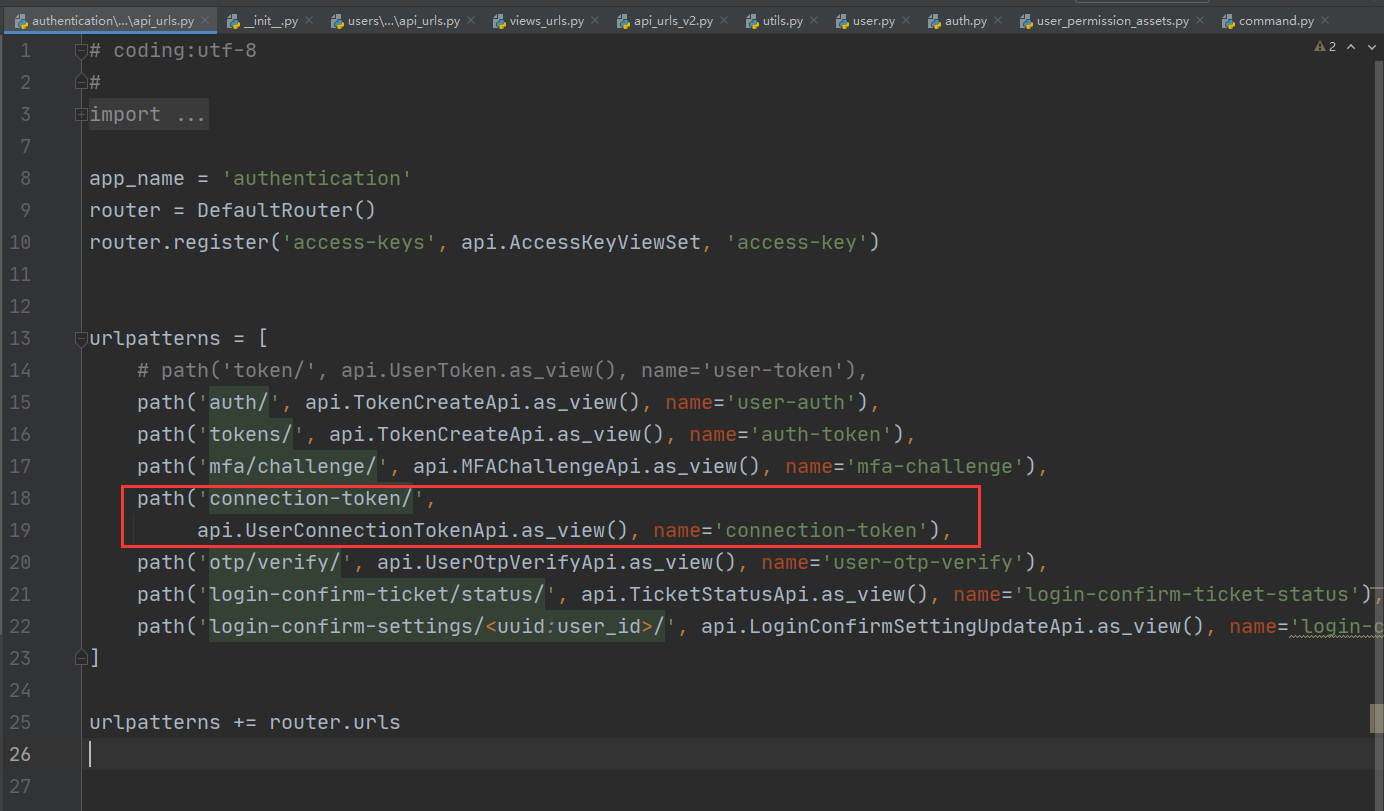 authentication\...\api_urls.py __init__.py users\...\api_urls.py views_urls.py api_urls_v2.py utils.py user.py auth.py user_permission_assets.py command.py
2
1 # coding:utf-8
2 #
3 import ...
7
8 app_name = 'authentication'
9 router = DefaultRouter()
10 router.register('access-keys', api.AccessKeyViewSet, 'access-key')
11
12
13 urlpatterns = [
14 # path('token/', api.UserToken.as_view(), name='user-token'),
15 path('auth/', api.TokenCreateApi.as_view(), name='user-auth'),
16 path('tokens/', api.TokenCreateApi.as_view(), name='auth-token'),
17 path('mfa/challenge/', api.MFAChallengeApi.as_view(), name='mfa-challenge'),
18 path('connection-token/',
19 api.UserConnectionTokenApi.as_view(), name='connection-token'),
20 path('otp/verify/', api.UserOtpVerifyApi.as_view(), name='user-otp-verify'),
21 path('login-confirm-ticket/status/', api.TicketStatusApi.as_view(), name='login-confirm-ticket-status'),
22 path('login-confirm-settings/<uuid:user_id>/', api.LoginConfirmSettingUpdateApi.as_view(), name='login-c
23 ]
24
25 urlpatterns += router.urls
26
27